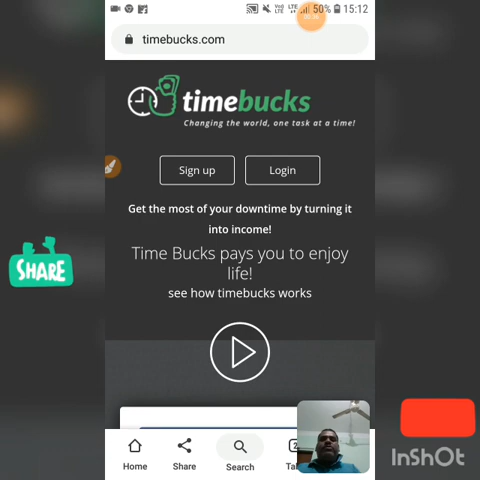 50% 15:12
timebucks.com
timebucks
Changing the world, one task at a time!
Sign up
Login
Get the most of your downtime by turning it
into income!
Time Bucks pays you to enjoy
life!
see how timebucks works
SHARE
Home
Share
Search
InShOt